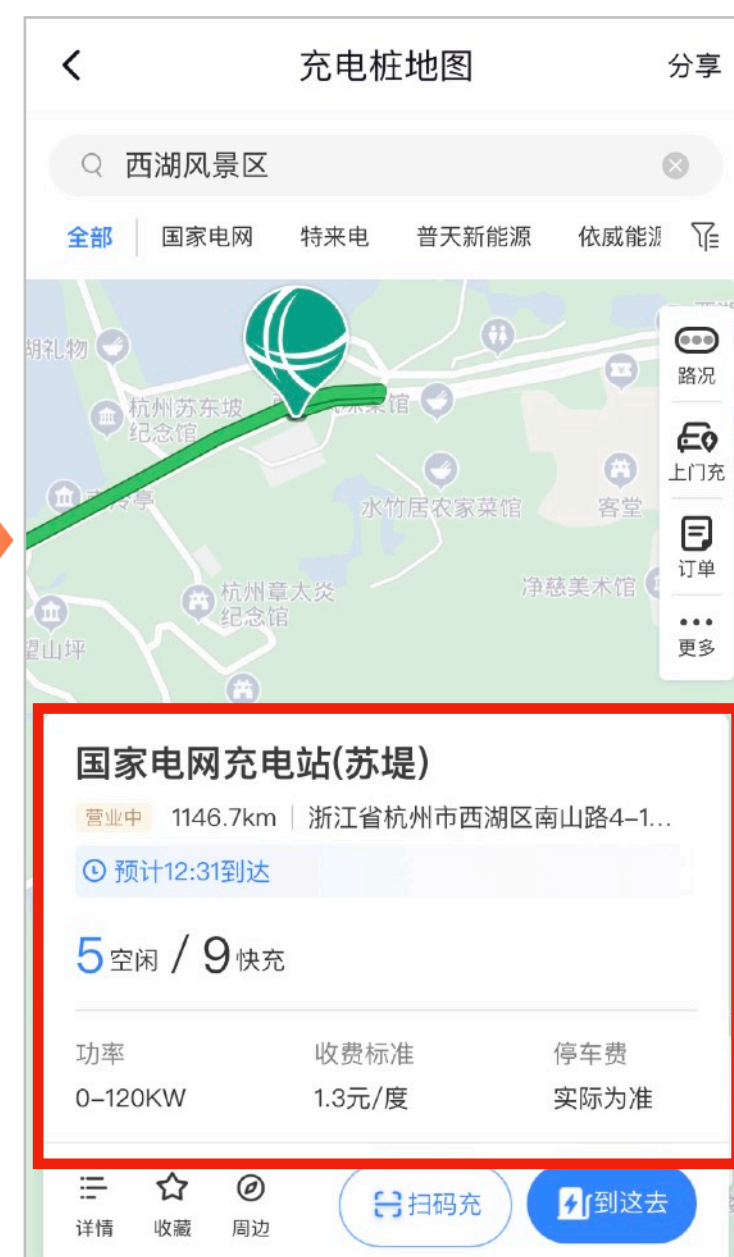 充电桩地图
分享
西湖风景区
全部 国家电网 特来电 普天新能源 依威能源
胡礼物
路况
杭州苏东坡
纪念馆
菜馆
上门充
水竹居农家菜馆
客堂
订单
杭州章太炎
纪念馆
净慈美术馆
望山坪
更多
国家电网充电站(苏堤)
营业中 1146.7km 浙江省杭州市西湖区南山路4-1...
预计12:31到达
5空闲 / 9快充
功率 收费标准 停车费
0-120KW 1.3元/度 实际为准
详情 收藏 周边 扫码充 到这去